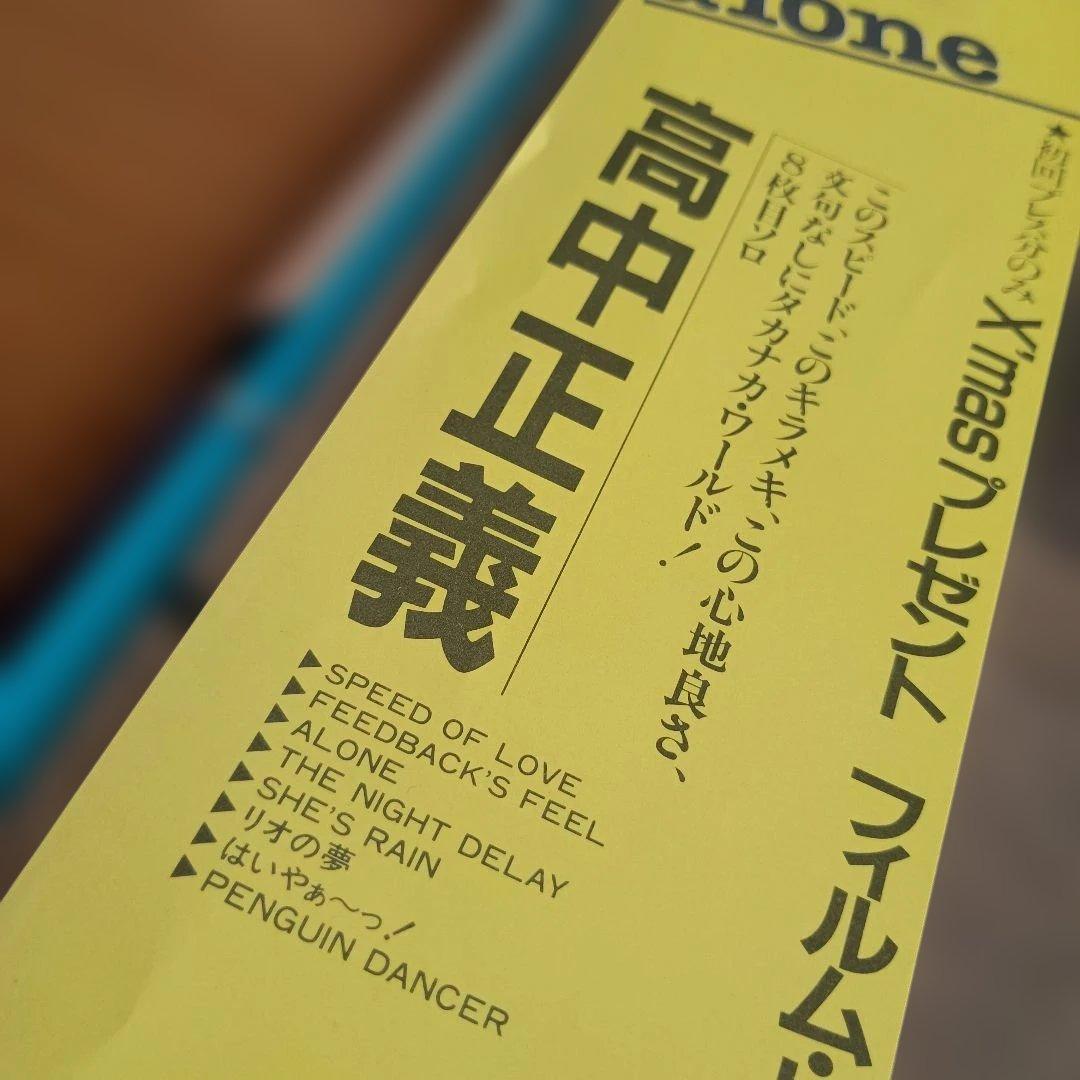 alone
★初回プレス分のみ X'masプレゼント フィルム・
このスピード、このキラメキ、この心地良さ、
文句なしにタカナカ・ワールド!
8枚目ソロ
高中正義
▶SPEED OF LOVE
▶FEEDBACK'S FEEL
▶ALONE
▶THE NIGHT DELAY
▶SHE'S RAIN
▶リオの夢
▶はいやぁ〜っ!
▶PENGUIN DANCER